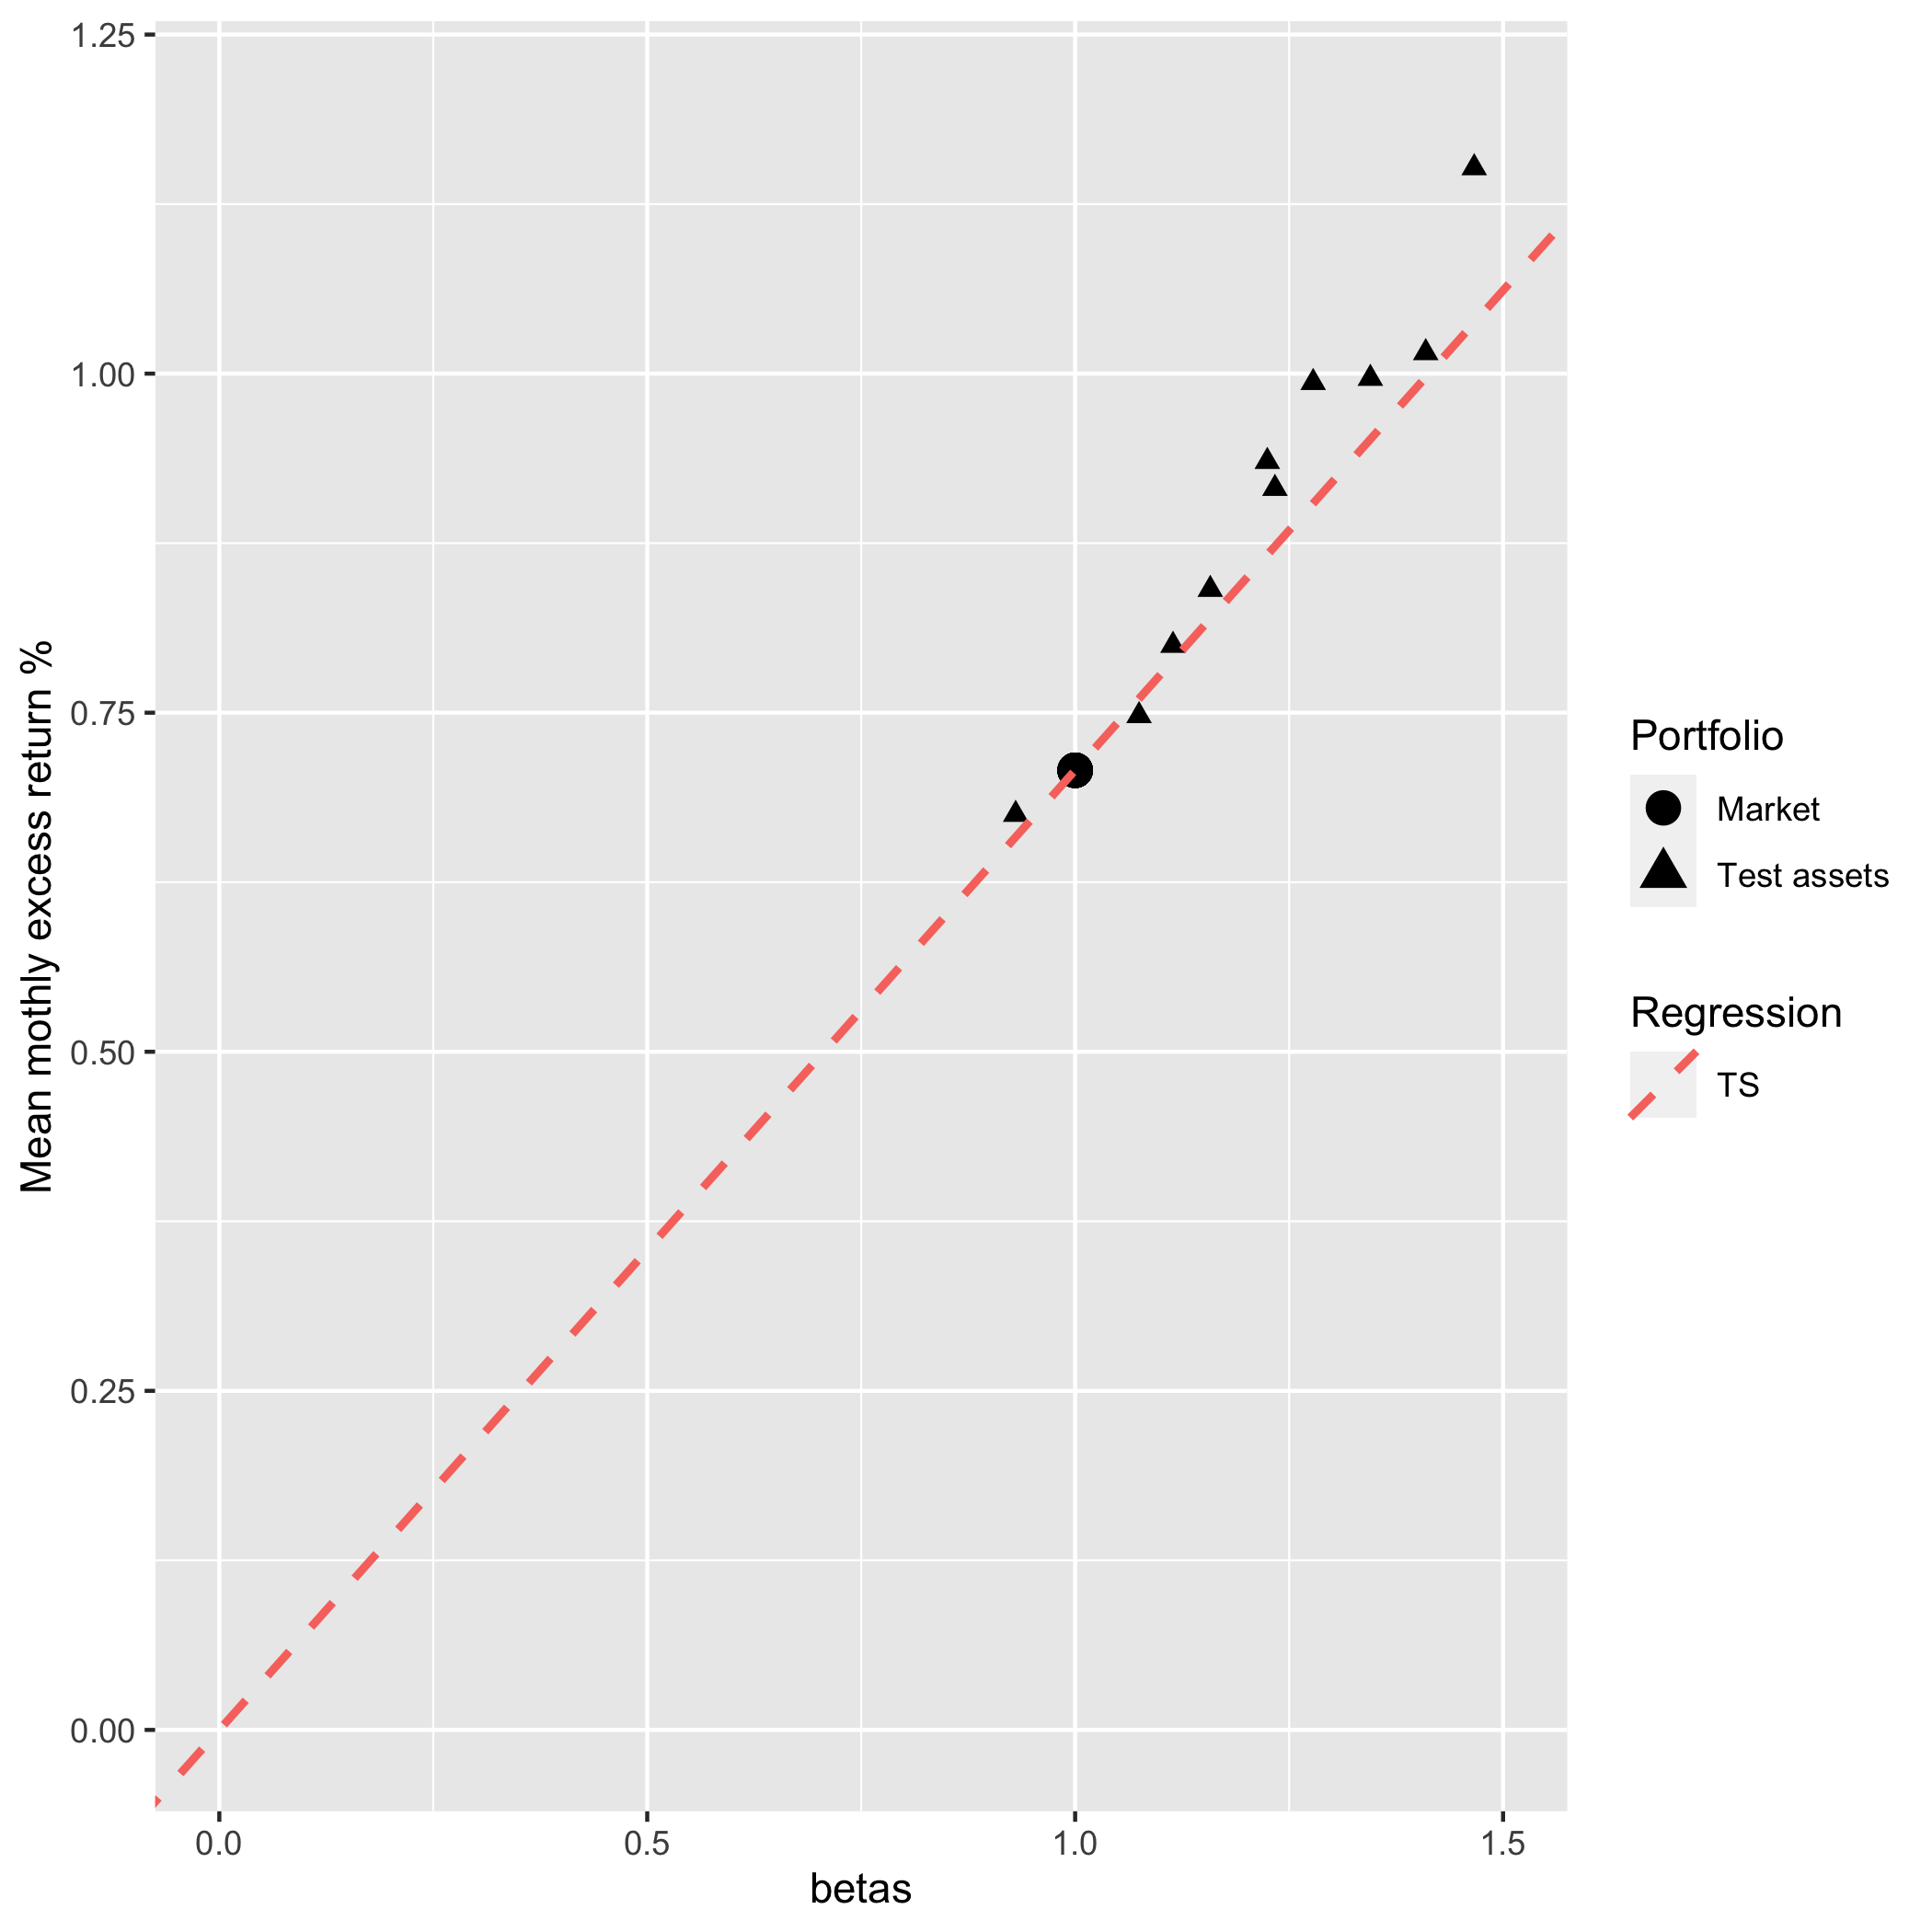 1.25
1.00
0.75
0.50
0.25
0.00
Mean mothly excess return %
0.0
0.5
1.0
1.5
betas
Portfolio
Market
Test assets
Regression
TS